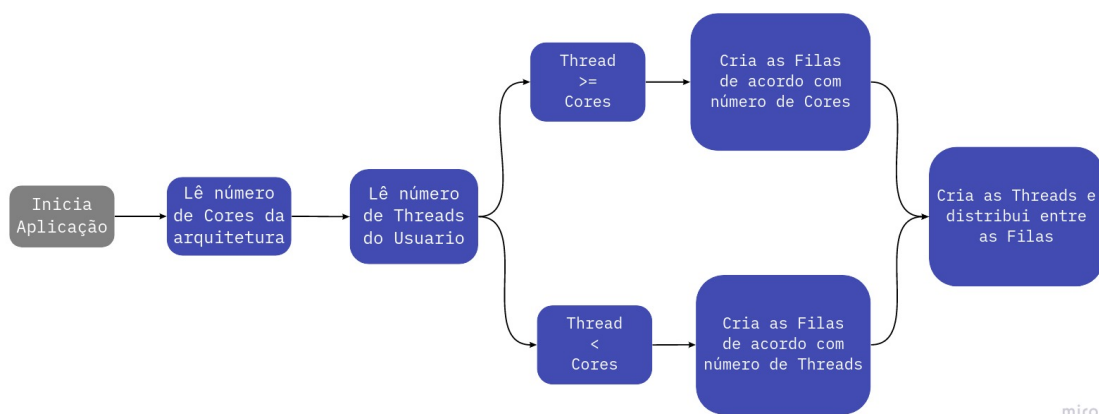 Inicia
Aplicação
Lê número
de Cores da
arquitetura
Lê número
de Threads
do Usuario
Thread
>=
Cores
Cria as Filas
de acordo com
número de Cores
Thread
<
Cores
Cria as Filas
de acordo com
número de Threads
Cria as Threads e
distribui entre
as Filas
miro